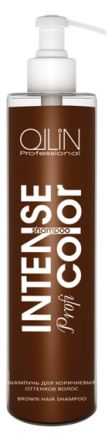 OLLIN
Professional
INTENSE
Profi COLOR
shampoo
ШАМПУНЬ ДЛЯ КОРИЧНЕВЫХ
ОТТЕНКОВ ВОЛОС
BROWN HAIR SHAMPOO